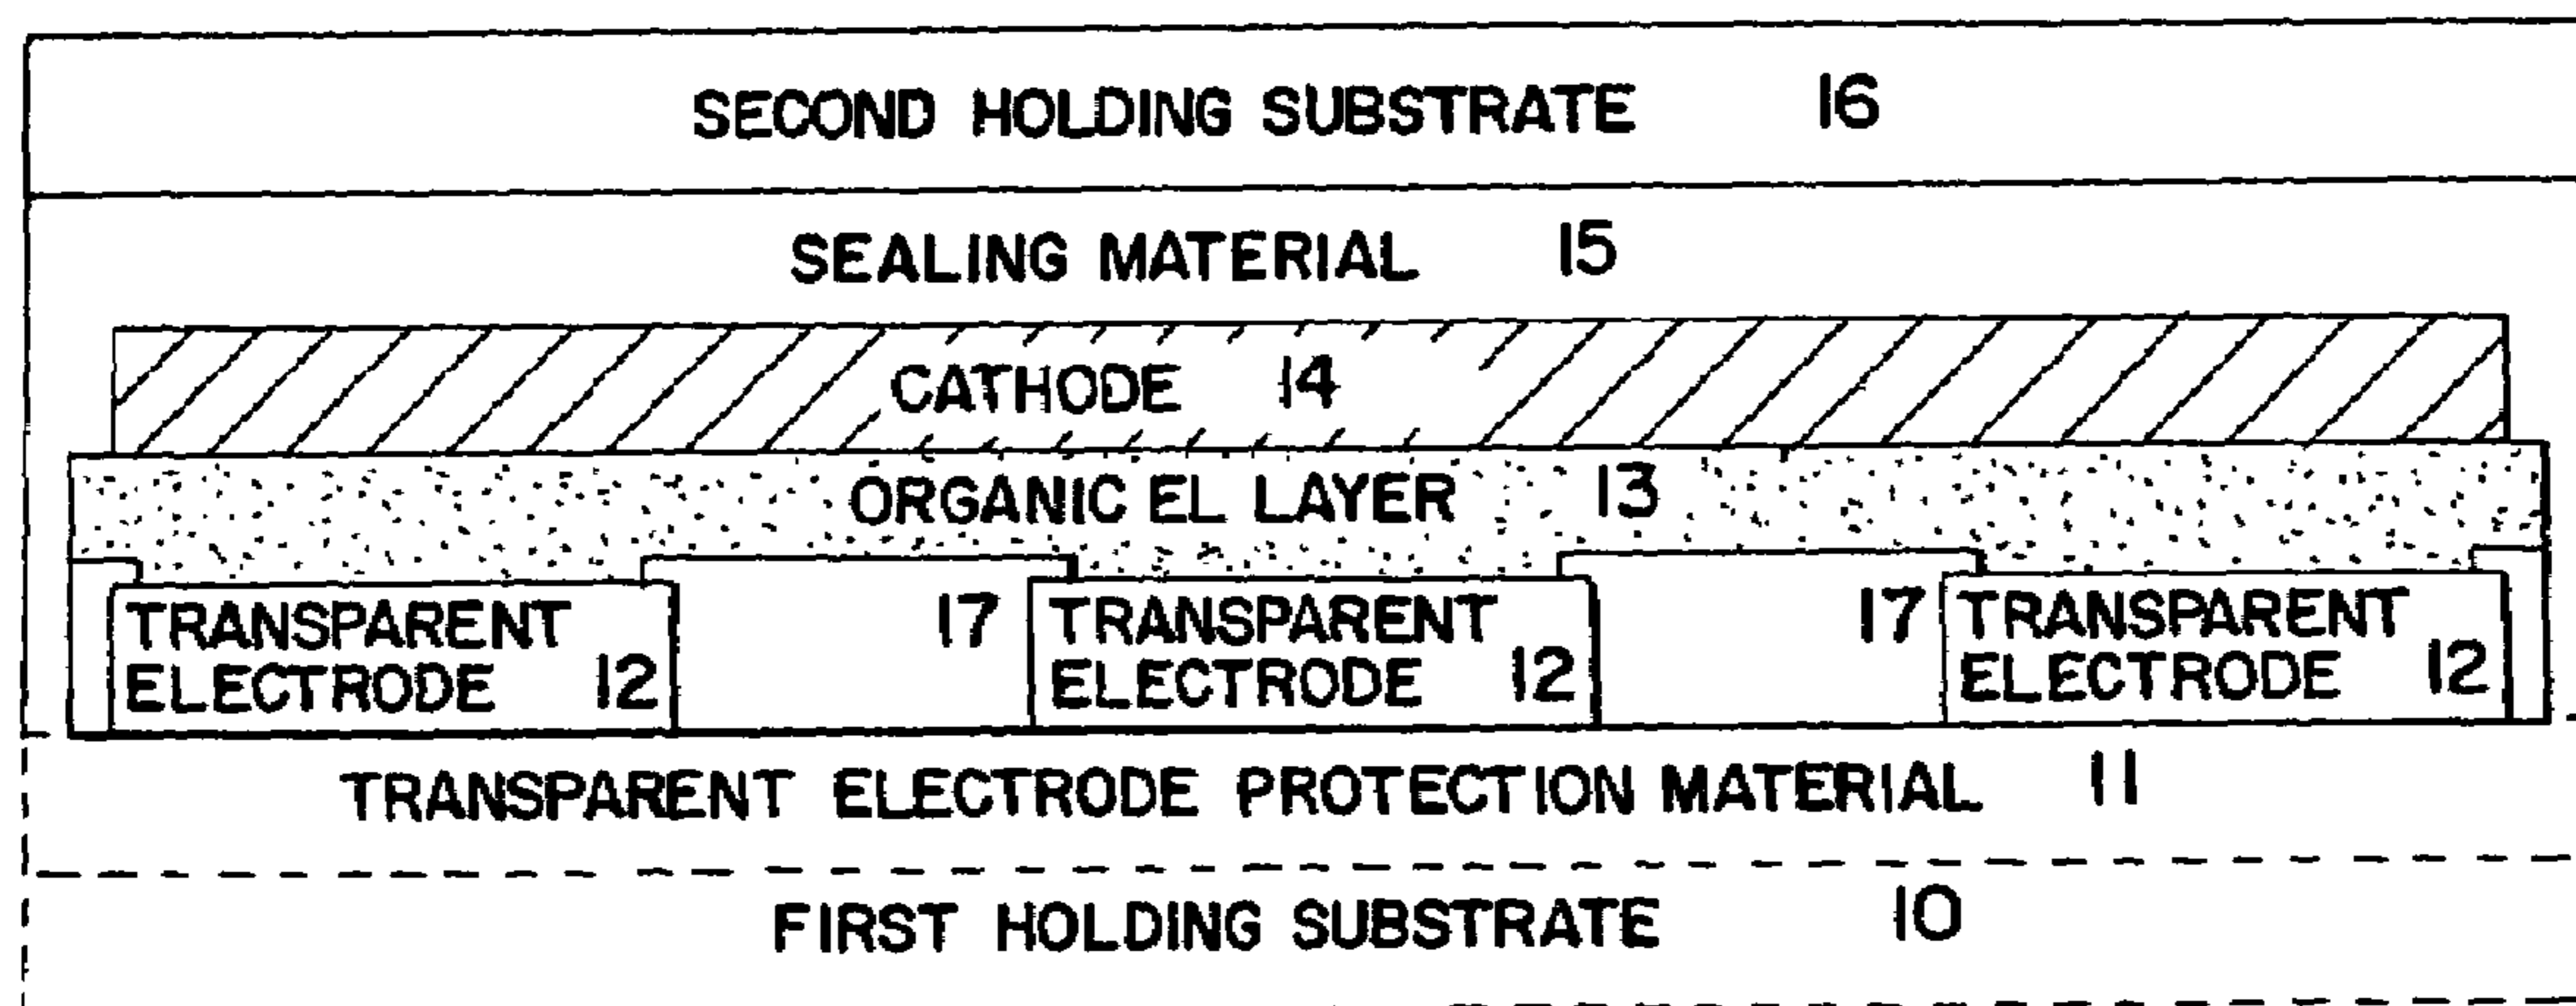 SECOND HOLDING SUBSTRATE 16
SEALING MATERIAL 15
CATHODE 14
ORGANIC EL LAYER 13
TRANSPARENT ELECTRODE 12
17
TRANSPARENT ELECTRODE 12
17
TRANSPARENT ELECTRODE 12
TRANSPARENT ELECTRODE PROTECTION MATERIAL 11
FIRST HOLDING SUBSTRATE 10